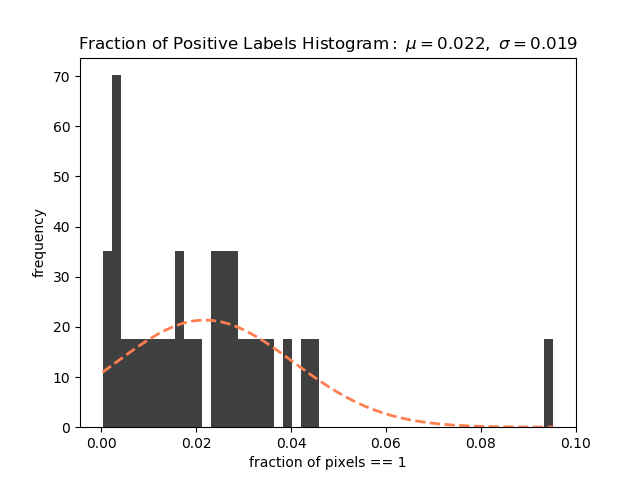 Fraction of Positive Labels Histogram: μ = 0.022, σ = 0.019
70
60
50
40
30
20
10
0
frequency
0.00 0.02 0.04 0.06 0.08 0.10
fraction of pixels == 1